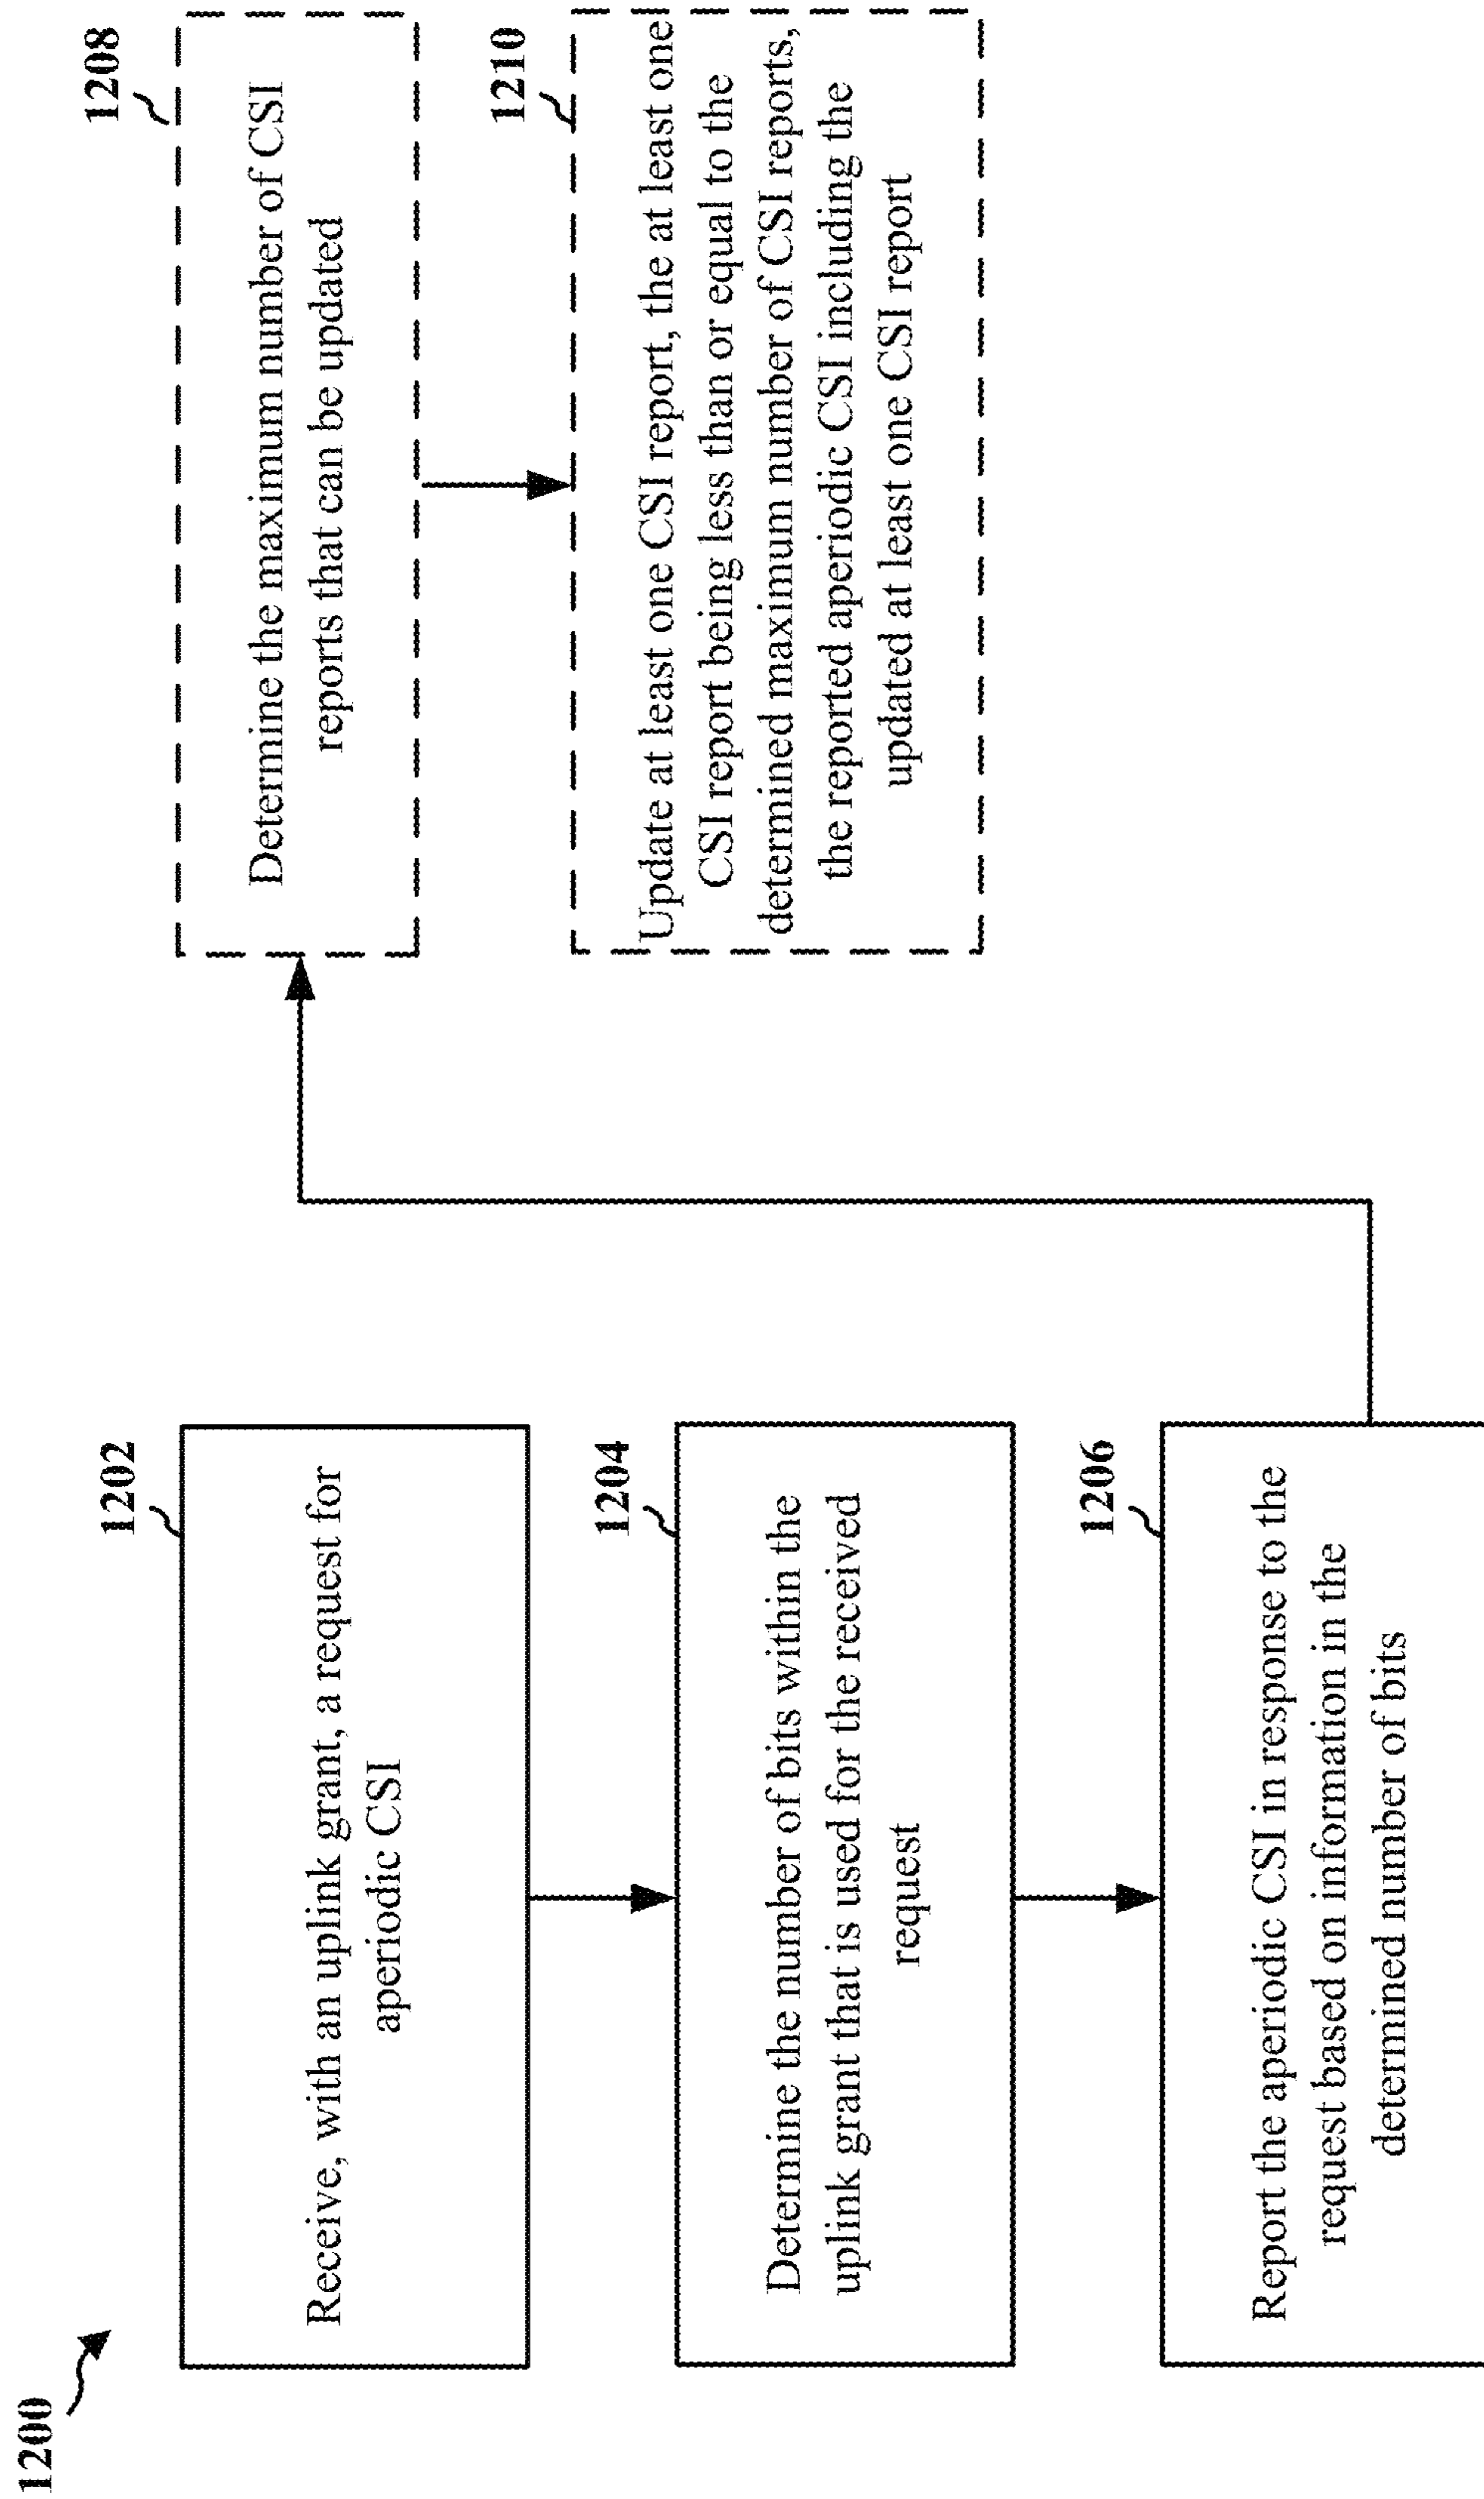 1200
1202
Receive, with an uplink grant, a request for
aperiodic CSI
1204
Determine the number of bits within the
uplink grant that is used for the received
request
1206
Report the aperiodic CSI in response to the
request based on information in the
determined number of bits
1208
Determine the maximum number of CSI
reports that can be updated
1210
Update at least one CSI report, the at least one
CSI report being less than or equal to the
determined maximum number of CSI reports,
the reported aperiodic CSI including the
updated at least one CSI report